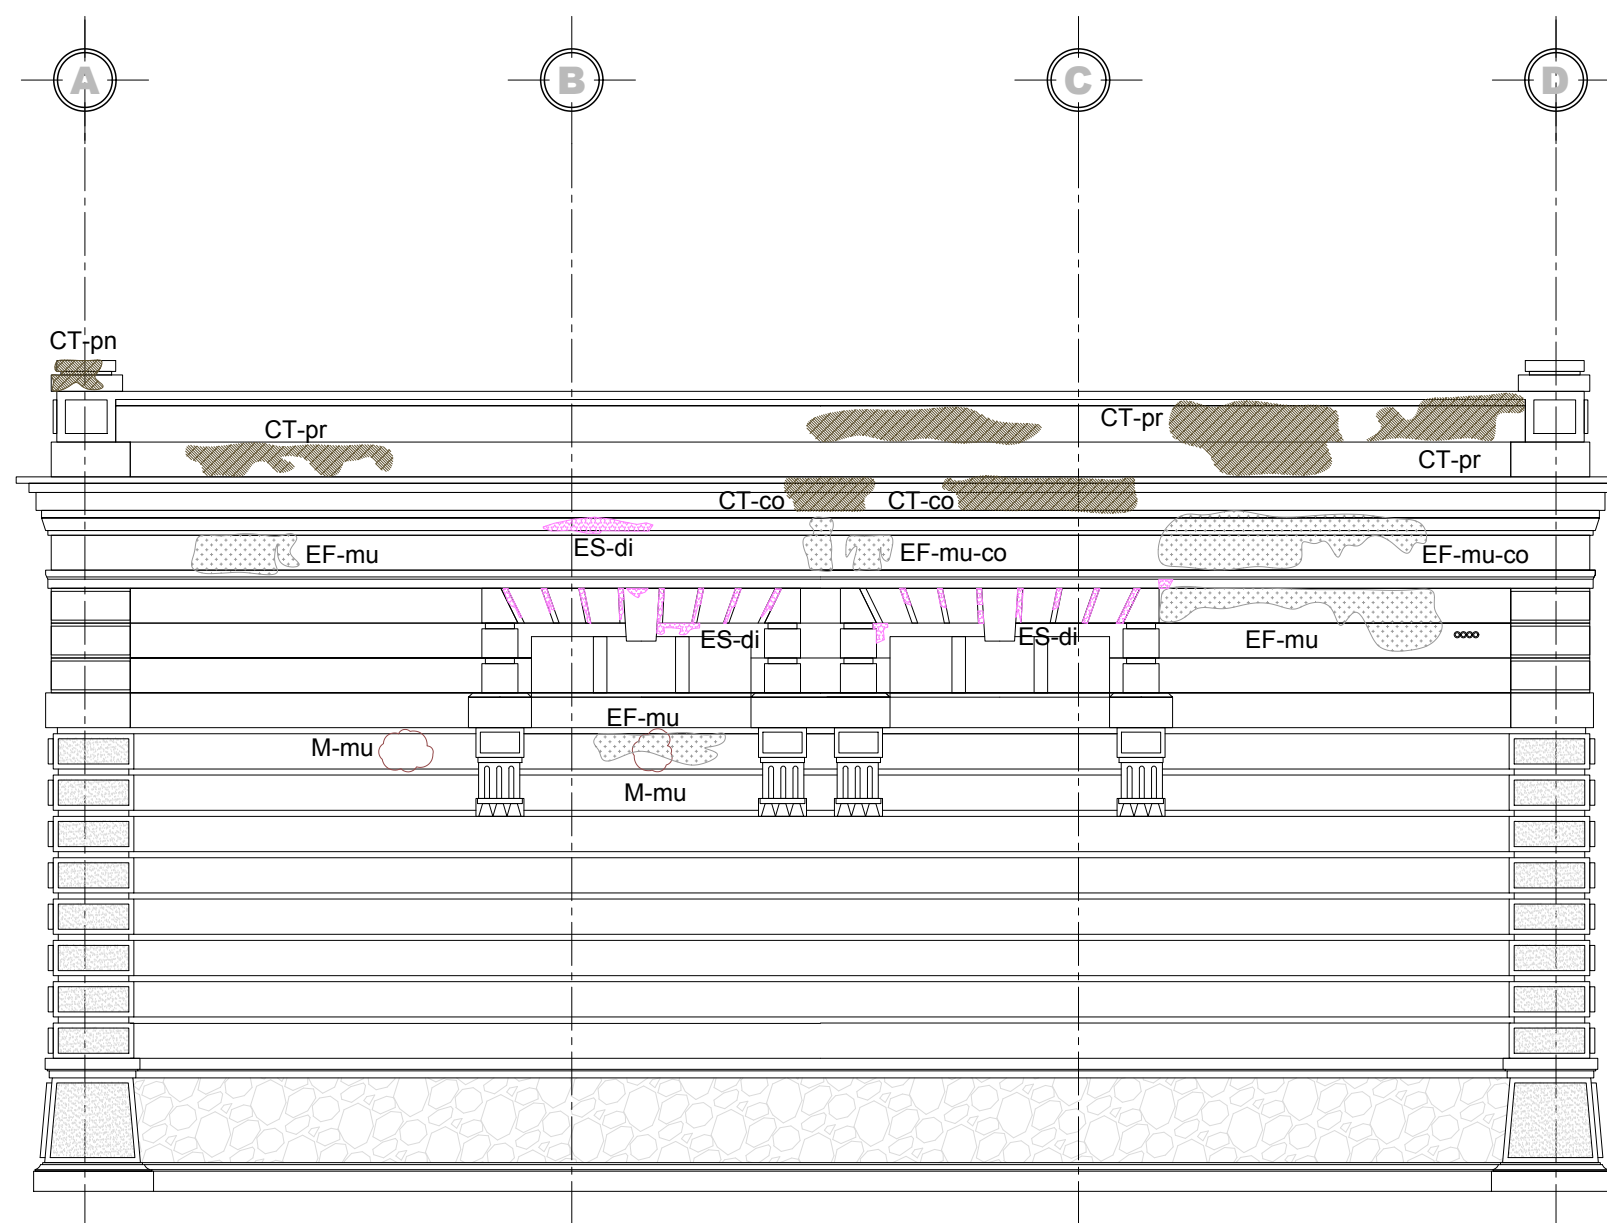 A B C D
CT-pn
CT-pr
CT-pr
CT-pr
CT-co
CT-co
EF-mu
ES-di
EF-mu-co
EF-mu-co
ES-di
ES-di
EF-mu
EF-mu
M-mu
M-mu